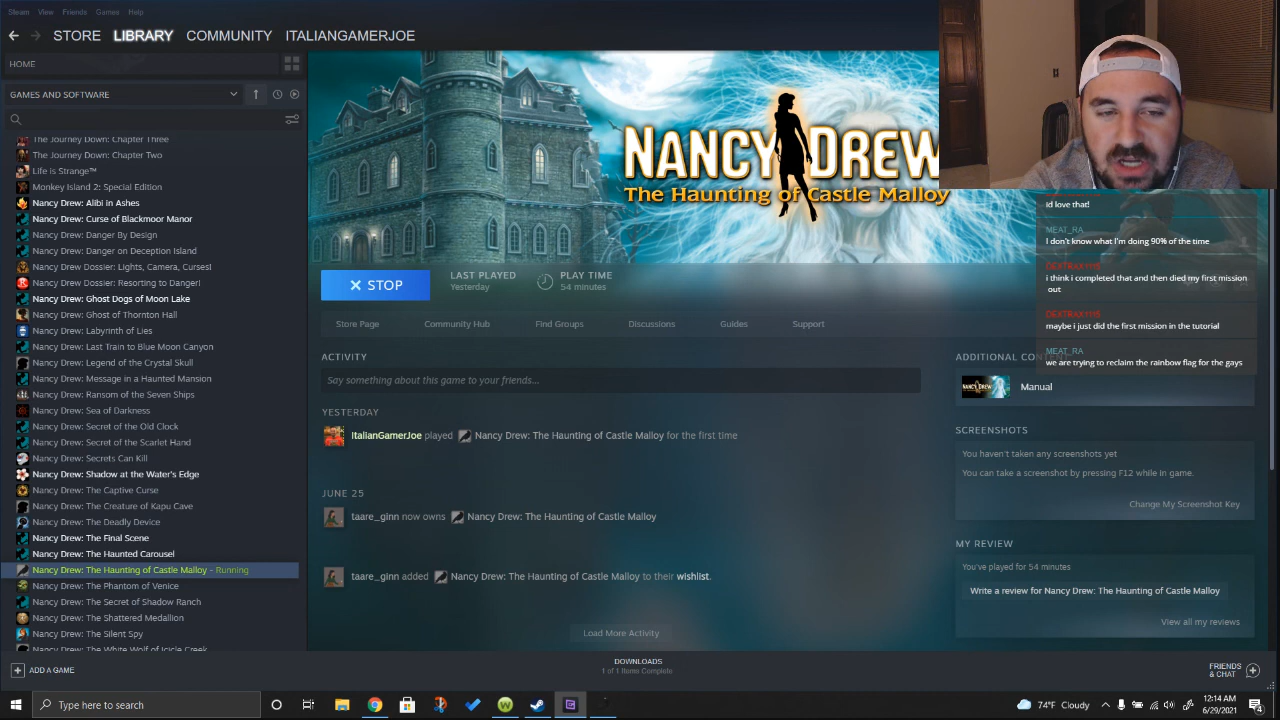 Steam View Friends Games Help
STORE LIBRARY COMMUNITY ITALIANGAMERJOE
HOME
GAMES AND SOFTWARE
The Journey Down: Chapter Three
The Journey Down: Chapter Two
Life is Strange™
Monkey Island 2: Special Edition
Nancy Drew: Alibi in Ashes
Nancy Drew: Curse of Blackmoor Manor
Nancy Drew: Danger By Design
Nancy Drew: Danger on Deception Island
Nancy Drew Dossier: Lights, Camera, Curses!
Nancy Drew Dossier: Resorting to Danger!
Nancy Drew: Ghost Dogs of Moon Lake
Nancy Drew: Ghost of Thornton Hall
Nancy Drew: Labyrinth of Lies
Nancy Drew: Last Train to Blue Moon Canyon
Nancy Drew: Legend of the Crystal Skull
Nancy Drew: Message in a Haunted Mansion
Nancy Drew: Ransom of the Seven Ships
Nancy Drew: Sea of Darkness
Nancy Drew: Secret of the Old Clock
Nancy Drew: Secret of the Scarlet Hand
Nancy Drew: Secrets Can Kill
Nancy Drew: Shadow at the Water's Edge
Nancy Drew: The Captive Curse
Nancy Drew: The Creature of Kapu Cave
Nancy Drew: The Deadly Device
Nancy Drew: The Final Scene
Nancy Drew: The Haunted Carousel
Nancy Drew: The Haunting of Castle Malloy - Running
Nancy Drew: The Phantom of Venice
Nancy Drew: The Secret of Shadow Ranch
Nancy Drew: The Shattered Medallion
Nancy Drew: The Silent Spy
Nancy Drew: The White Wolf of Icicle Creek
ADD A GAME
NANCY DREW
The Haunting of Castle Malloy
STOP
LAST PLAYED
Yesterday
PLAY TIME
54 minutes
Store Page Community Hub Find Groups Discussions Guides Support
ACTIVITY
Say something about this game to your friends...
YESTERDAY
ItalianGamerJoe played Nancy Drew: The Haunting of Castle Malloy for the first time
JUNE 25
taare_ginn now owns Nancy Drew: The Haunting of Castle Malloy
taare_ginn added Nancy Drew: The Haunting of Castle Malloy to their wishlist.
Load More Activity
id love that!
MEAT_RA
I don't know what I'm doing 90% of the time
i think i completed that and then died my first mission
out
maybe i just did the first mission in the tutorial
MEAT_RA
we are trying to reclaim the rainbow flag for the gays
ADDITIONAL
NANCY DREW
Manual
SCREENSHOTS
You haven't taken any screenshots yet
You can take a screenshot by pressing F12 while in game.
Change My Screenshot Key
MY REVIEW
You've played for 54 minutes
Write a review for Nancy Drew: The Haunting of Castle Malloy
View all my reviews
DOWNLOADS
1 of 1 Items Complete
FRIENDS
& CHAT
Type here to search
74°F Cloudy
12:14 AM
6/29/2021